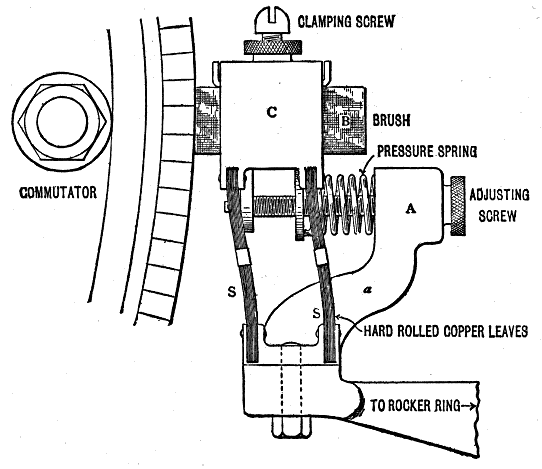 CLAMPING SCREW
C
B
BRUSH
PRESSURE SPRING
COMMUTATOR
A
ADJUSTING
SCREW
S
a
S
HARD ROLLED COPPER LEAVES
TO ROCKER RING